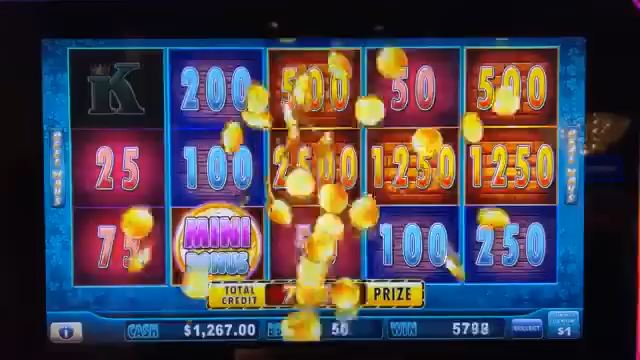 K 200 500 50 500
25 100 2500 1250 1250
75 MINI BONUS 100 250
TOTAL CREDIT PRIZE
CASH $1,267.00 50 WIN 5798 $1